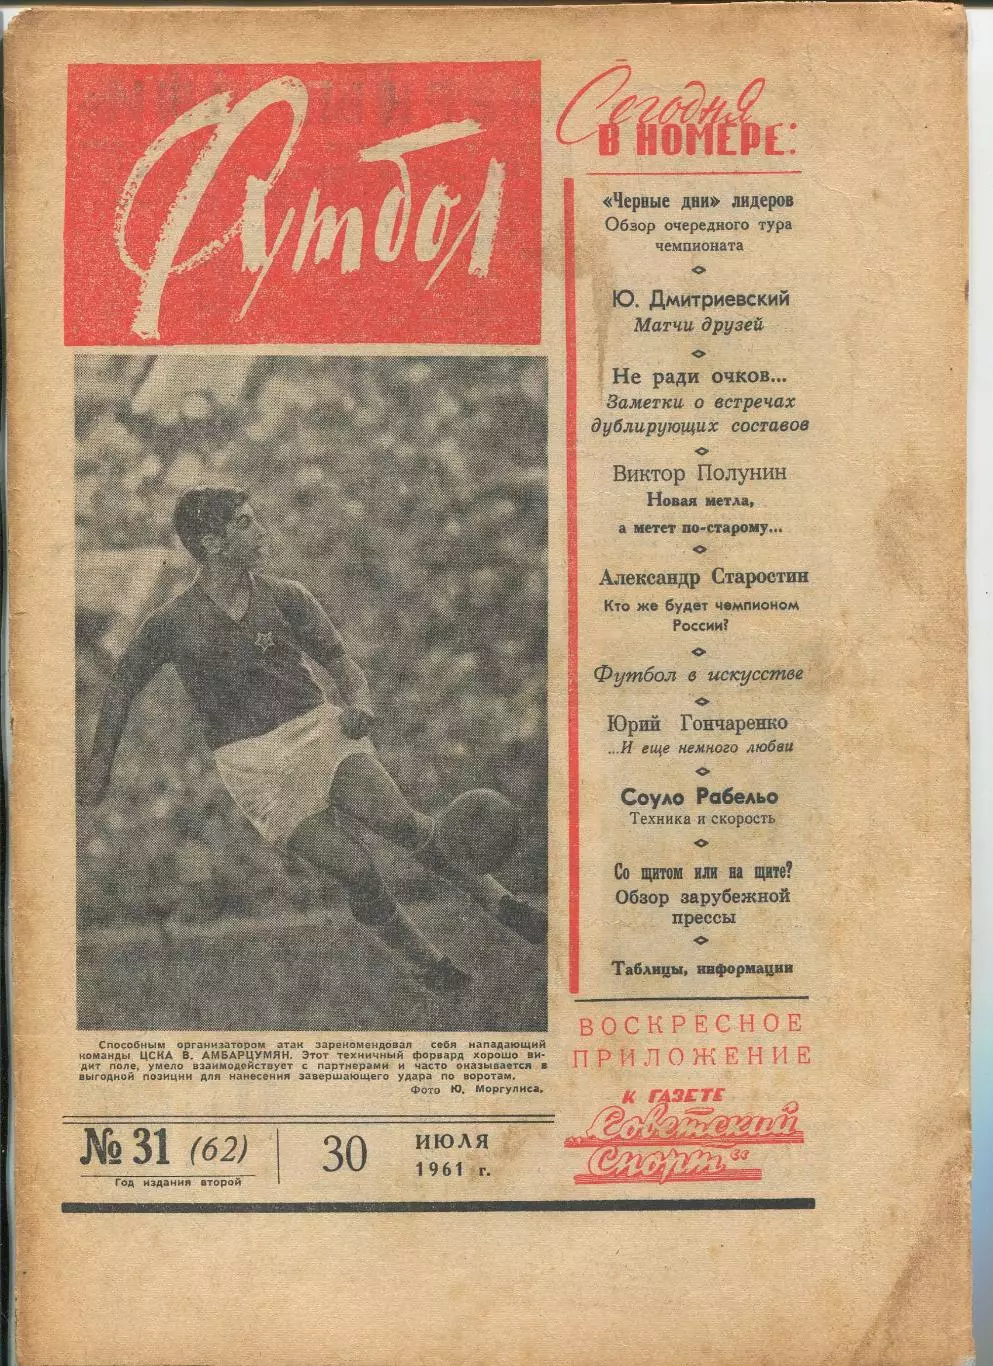 Футбол
Сегодня
В НОМЕРЕ:
«Черные дни» лидеров
Обзор очередного тура
чемпионата
Ю. Дмитриевский
Матчи друзей
Не ради очков...
Заметки о встречах
дублирующих составов
Виктор Полунин
Новая метла,
а метет по-старому...
Александр Старостин
Кто же будет чемпионом
России?
Футбол в искусстве
Юрий Гончаренко
...И еще немного любви
Соуло Рабельо
Техника и скорость
Со щитом или на щите?
Обзор зарубежной
прессы
Таблицы, информации
Способным организатором атак зарекомендовал себя нападающий
команды ЦСКА В. АМБАРЦУМЯН. Этот техничный форвард хорошо ви-
дит поле, умело взаимодействует с партнерами и часто оказывается в
выгодной позиции для нанесения завершающего удара по воротам.
Фото Ю. Моргулиса.
ВОСКРЕСНОЕ
ПРИЛОЖЕНИЕ
К ГАЗЕТЕ
„Советский
Спорт“
№ 31 (62)
Год издания второй
30
ИЮЛЯ
1961 г.